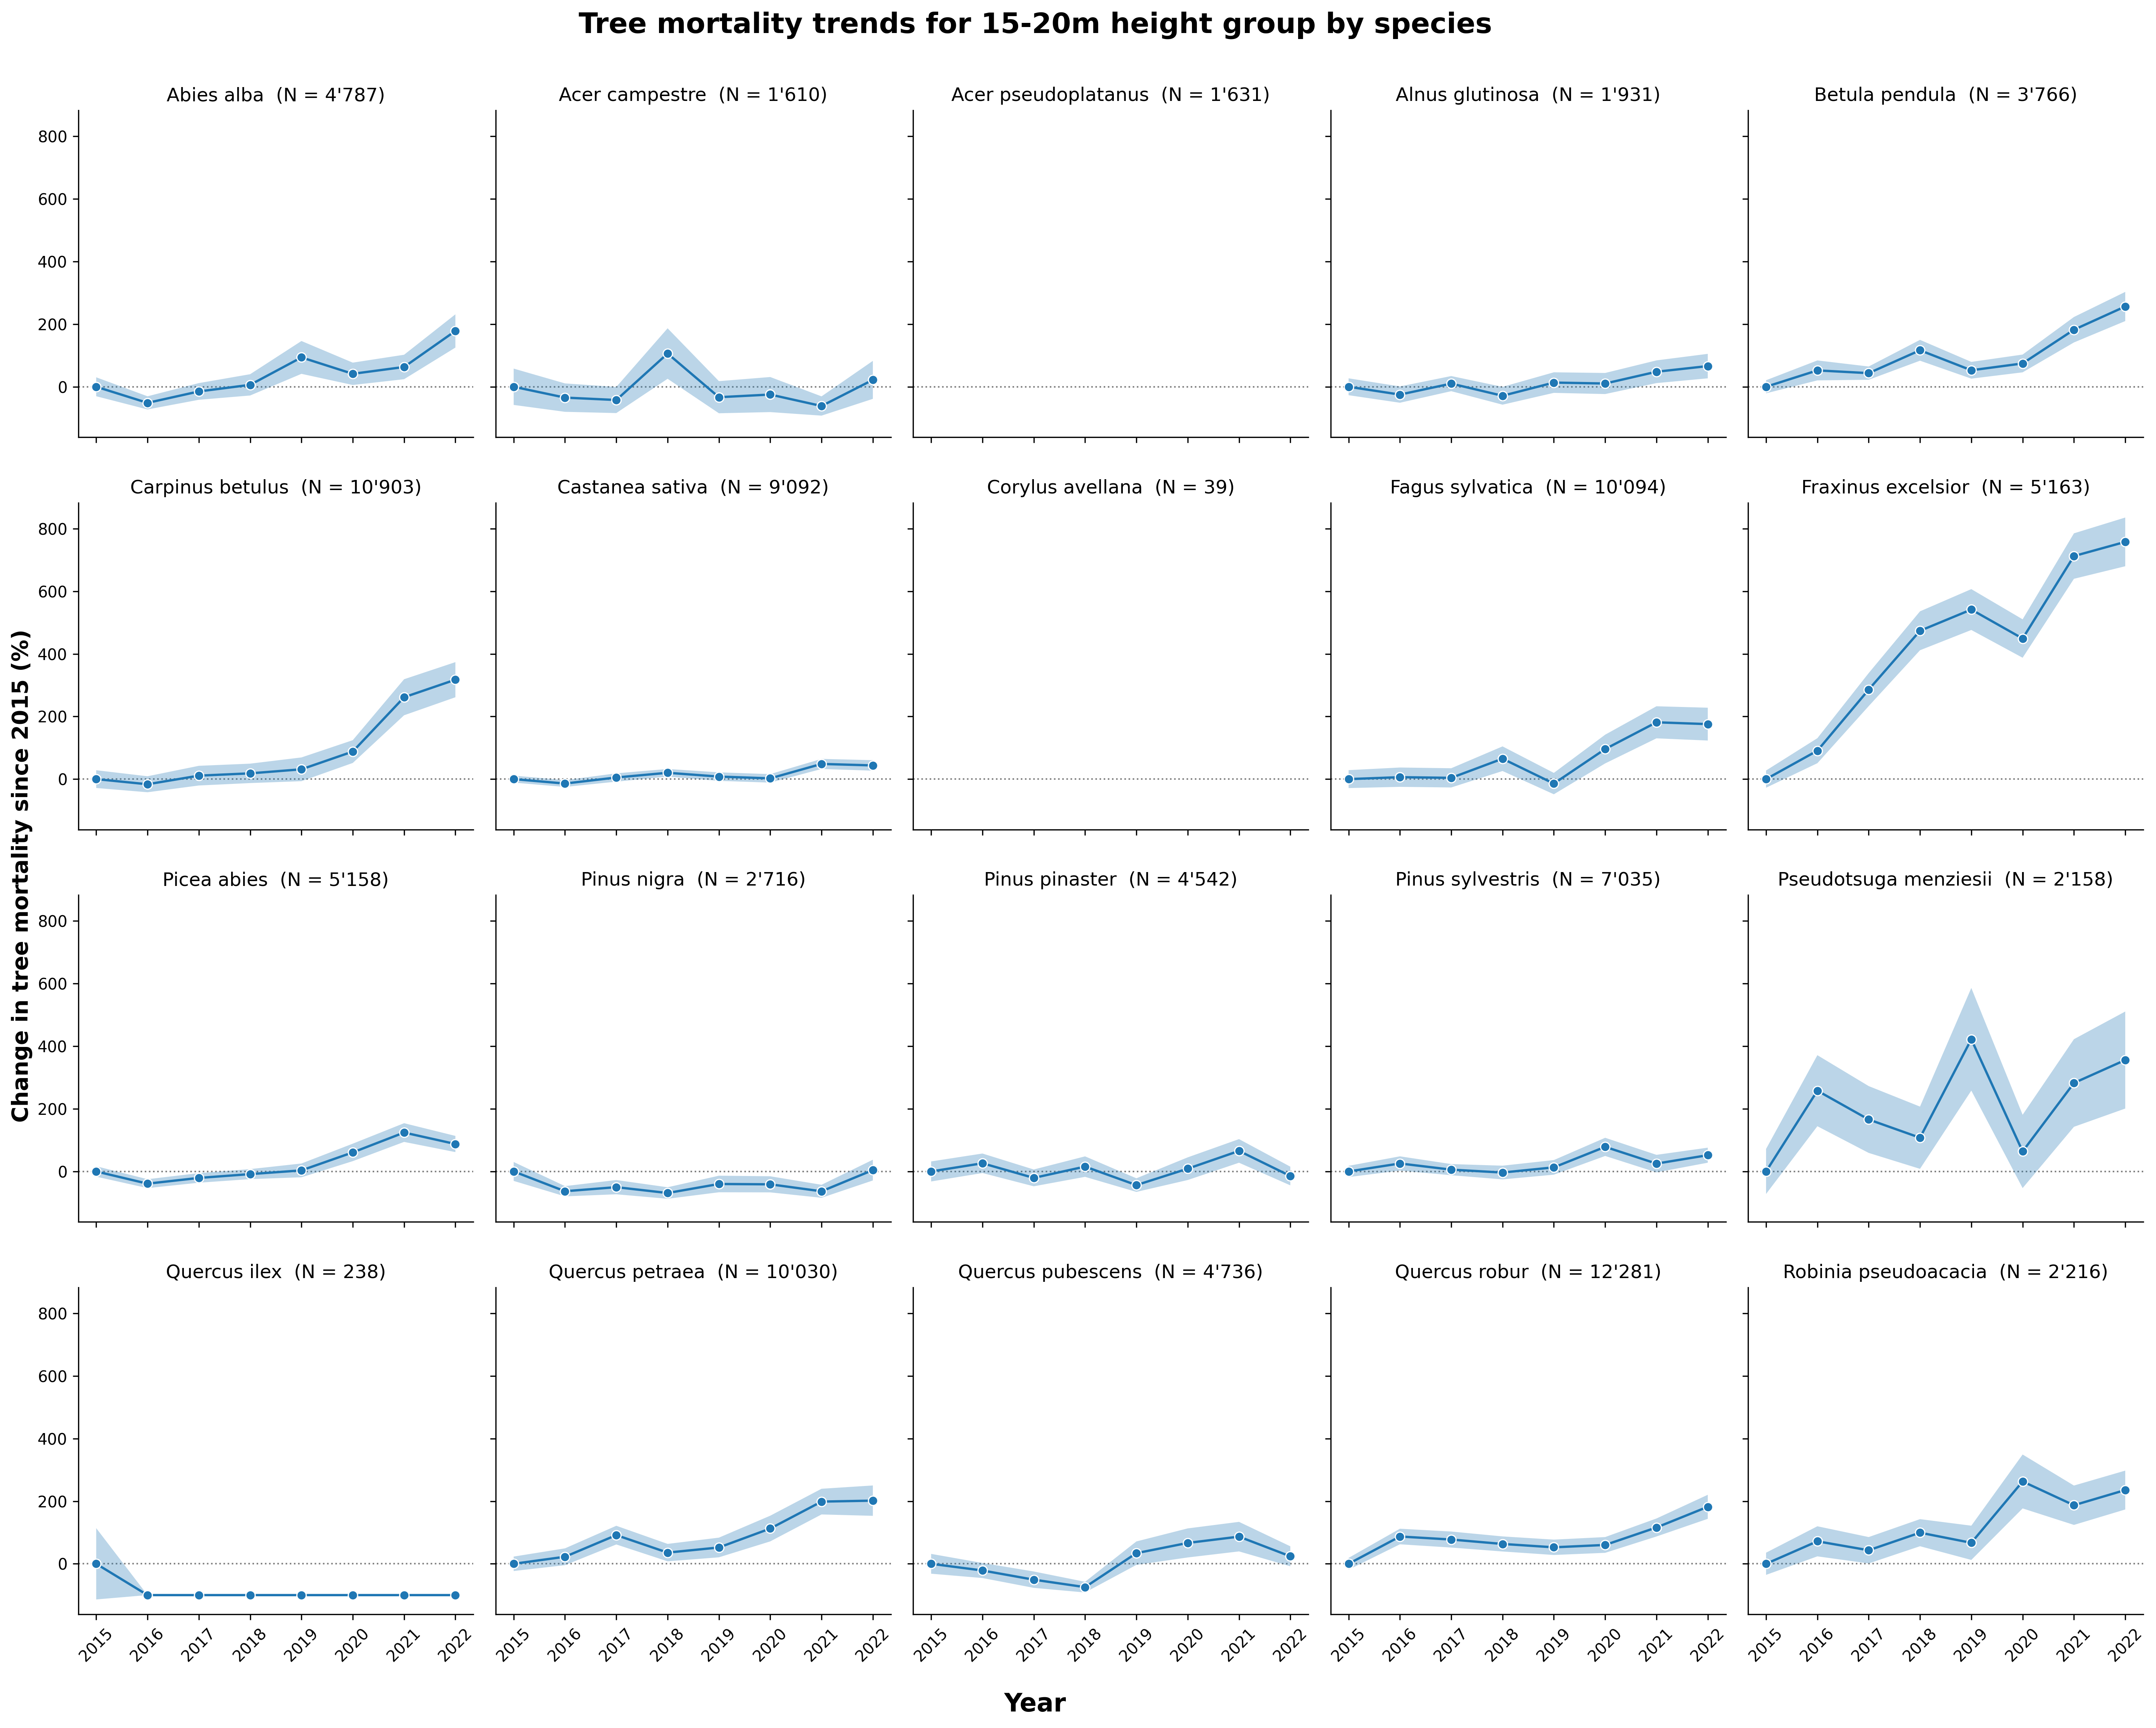 Tree mortality trends for 15-20m height group by species
Abies alba  (N = 4'787)
Acer campestre  (N = 1'610)
Acer pseudoplatanus  (N = 1'631)
Alnus glutinosa  (N = 1'931)
Betula pendula  (N = 3'766)
800
600
400
200
0
Carpinus betulus  (N = 10'903)
Castanea sativa  (N = 9'092)
Corylus avellana  (N = 39)
Fagus sylvatica  (N = 10'094)
Fraxinus excelsior  (N = 5'163)
800
600
400
200
0
Change in tree mortality since 2015 (%)
Picea abies  (N = 5'158)
Pinus nigra  (N = 2'716)
Pinus pinaster  (N = 4'542)
Pinus sylvestris  (N = 7'035)
Pseudotsuga menziesii  (N = 2'158)
800
600
400
200
0
Quercus ilex  (N = 238)
Quercus petraea  (N = 10'030)
Quercus pubescens  (N = 4'736)
Quercus robur  (N = 12'281)
Robinia pseudoacacia  (N = 2'216)
800
600
400
200
0
2015 2016 2017 2018 2019 2020 2021 2022
2015 2016 2017 2018 2019 2020 2021 2022
2015 2016 2017 2018 2019 2020 2021 2022
2015 2016 2017 2018 2019 2020 2021 2022
2015 2016 2017 2018 2019 2020 2021 2022
Year